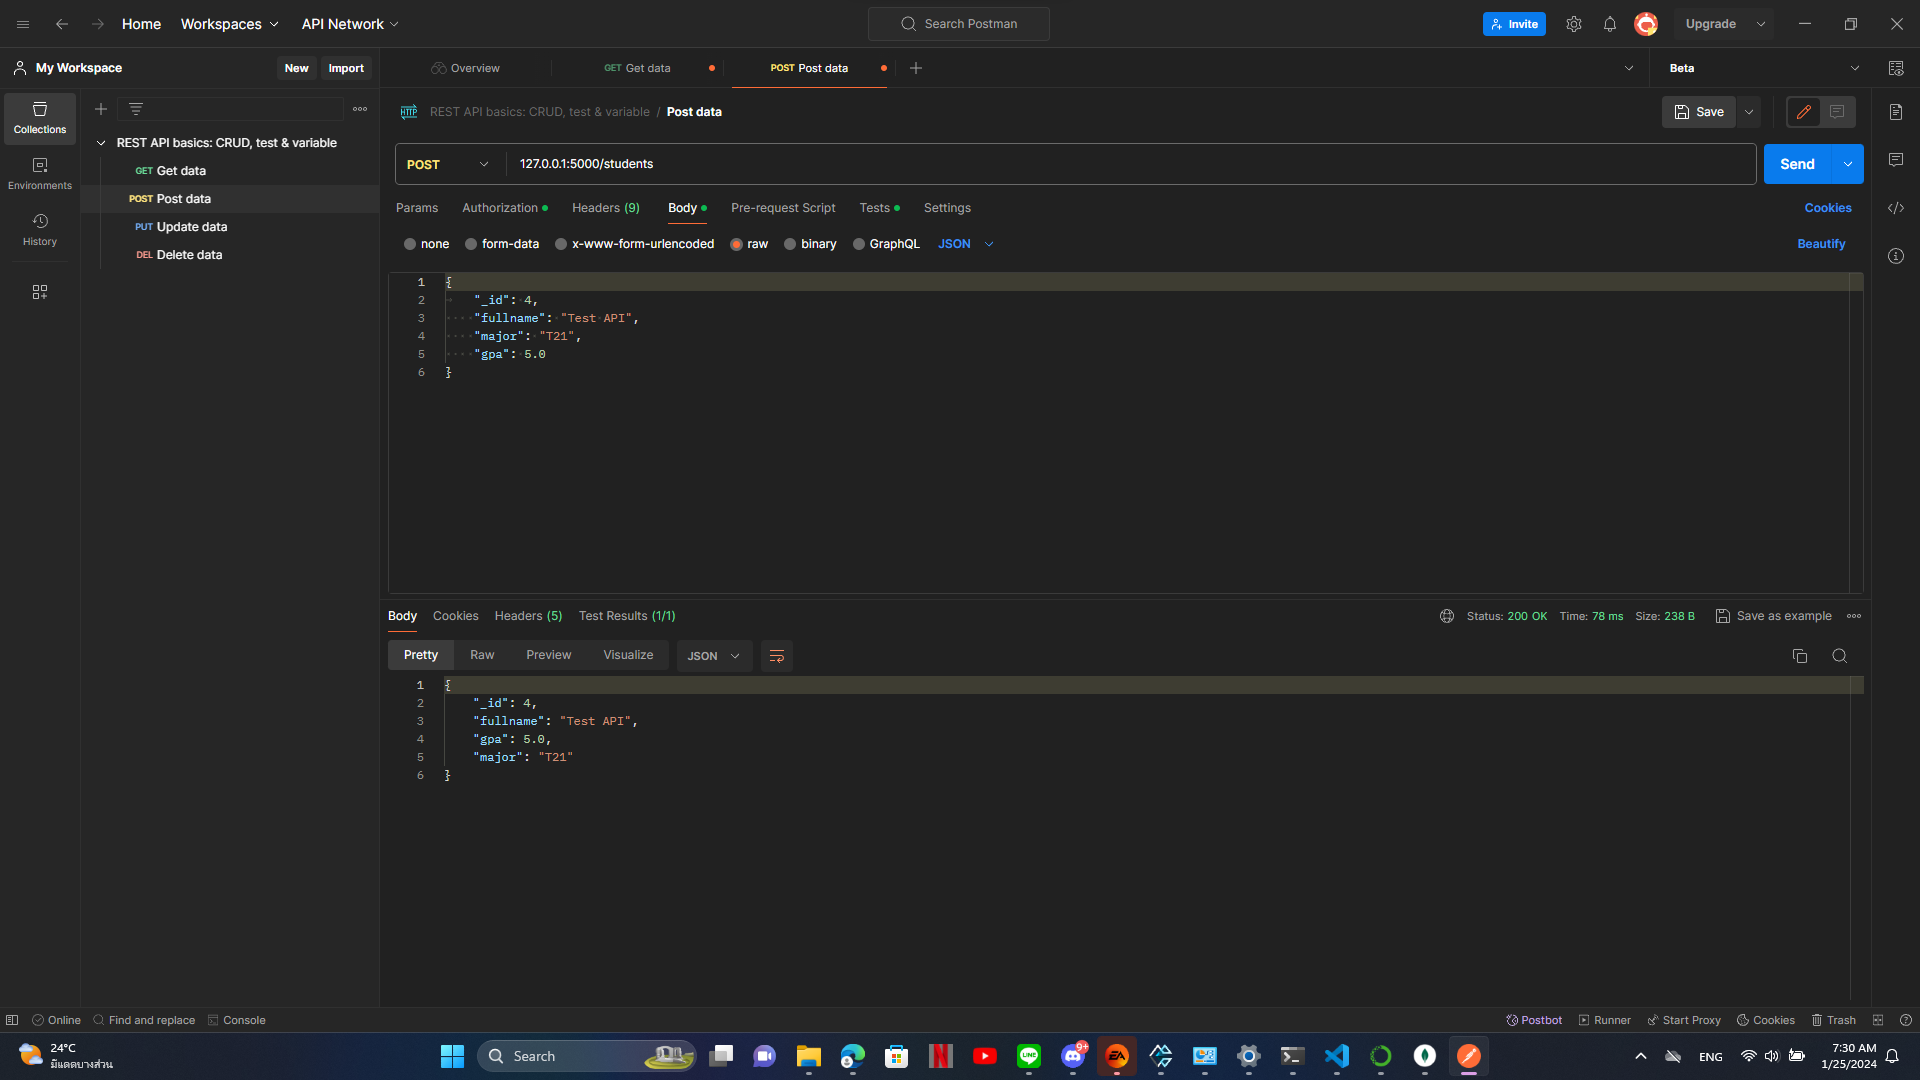 Home Workspaces API Network Search Postman Invite Upgrade
My Workspace New Import Overview GET Get data POST Post data Beta
Collections
Environments
History
REST API basics: CRUD, test & variable
GET Get data
POST Post data
PUT Update data
DEL Delete data
HTTP REST API basics: CRUD, test & variable / Post data Save
POST 127.0.0.1:5000/students Send
Params Authorization Headers (9) Body Pre-request Script Tests Settings Cookies
none form-data x-www-form-urlencoded raw binary GraphQL JSON Beautify
1 {
2 "_id": 4,
3 "fullname": "Test API",
4 "major": "T21",
5 "gpa": 5.0
6 }
Body Cookies Headers (5) Test Results (1/1) Status: 200 OK Time: 78 ms Size: 238 B Save as example
Pretty Raw Preview Visualize JSON
1 {
2 "_id": 4,
3 "fullname": "Test API",
4 "gpa": 5.0,
5 "major": "T21"
6 }
Online Find and replace Console Postbot Runner Start Proxy Cookies Trash
24°C
มีแดดบางส่วน
Search
9+
LINE
EA
ENG
7:30 AM
1/25/2024